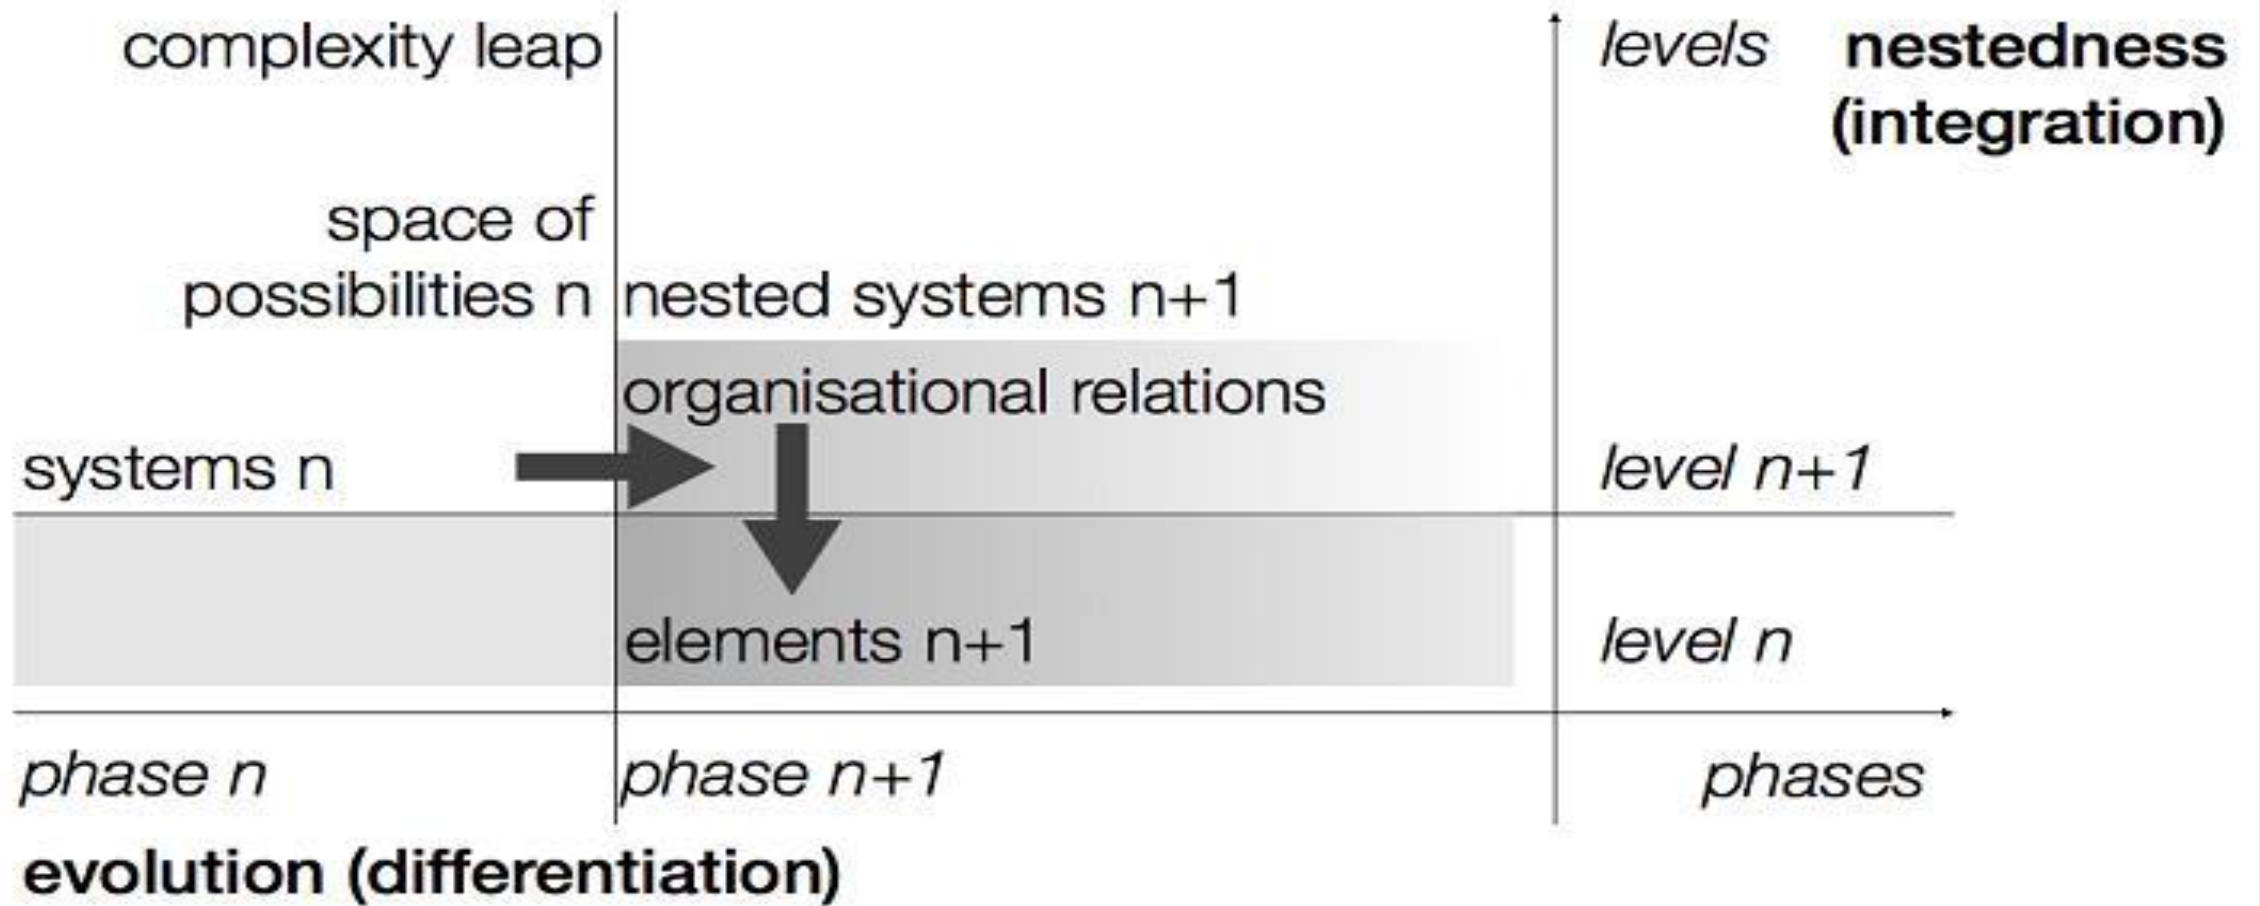 complexity leap
levels
nestedness
(integration)
space of
possibilities n
nested systems n+1
organisational relations
systems n
level n+1
elements n+1
level n
phase n
phase n+1
phases
evolution (differentiation)